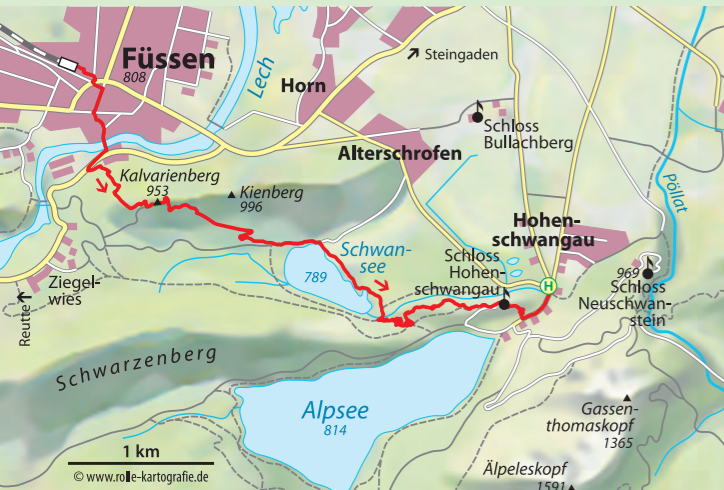 Füssen
808
Lech
Horn
Steingaden
Schloss
Bullachberg
Alterschrofen
Kalvarienberg
953
Kienberg
996
Pöllat
Hohen-
schwangau
Schwan-
see
789
Schloss
Hohen-
schwangau
H
969
Schloss
Neuschwan-
stein
Ziegel-
wies
Reutte
Schwarzenberg
Alpsee
814
Gassen-
thomaskopf
1365
Älpeleskopf
1591
1 km
© www.rolle-kartografie.de